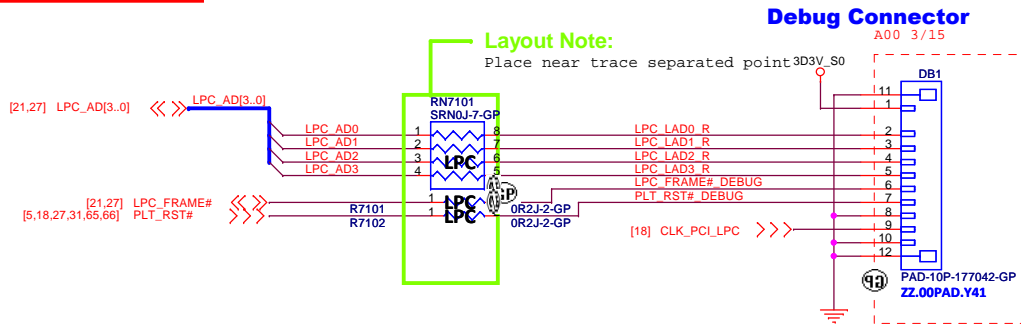 Debug Connector
A00 3/15
Layout Note:
Place near trace separated point
3D3V_S0
DB1
[21,27] LPC_AD[3..0]
LPC_AD[3..0]
RN7101
SRN0J-7-GP
11
1
LPC_AD0 1 8 LPC_LAD0_R 2
LPC_AD1 2 7 LPC_LAD1_R 3
LPC_AD2 3 LPC 6 LPC_LAD2_R 4
LPC_AD3 4 5 LPC_LAD3_R 5
LPC_FRAME#_DEBUG 6
[21,27] LPC_FRAME# 1 LPC
PLT_RST#_DEBUG 7
[5,18,27,31,65,66] PLT_RST# 1 LPC
R7101 0R2J-2-GP
R7102 0R2J-2-GP
8
[18] CLK_PCI_LPC 9
10
12
GP
PAD-10P-177042-GP
ZZ.00PAD.Y41